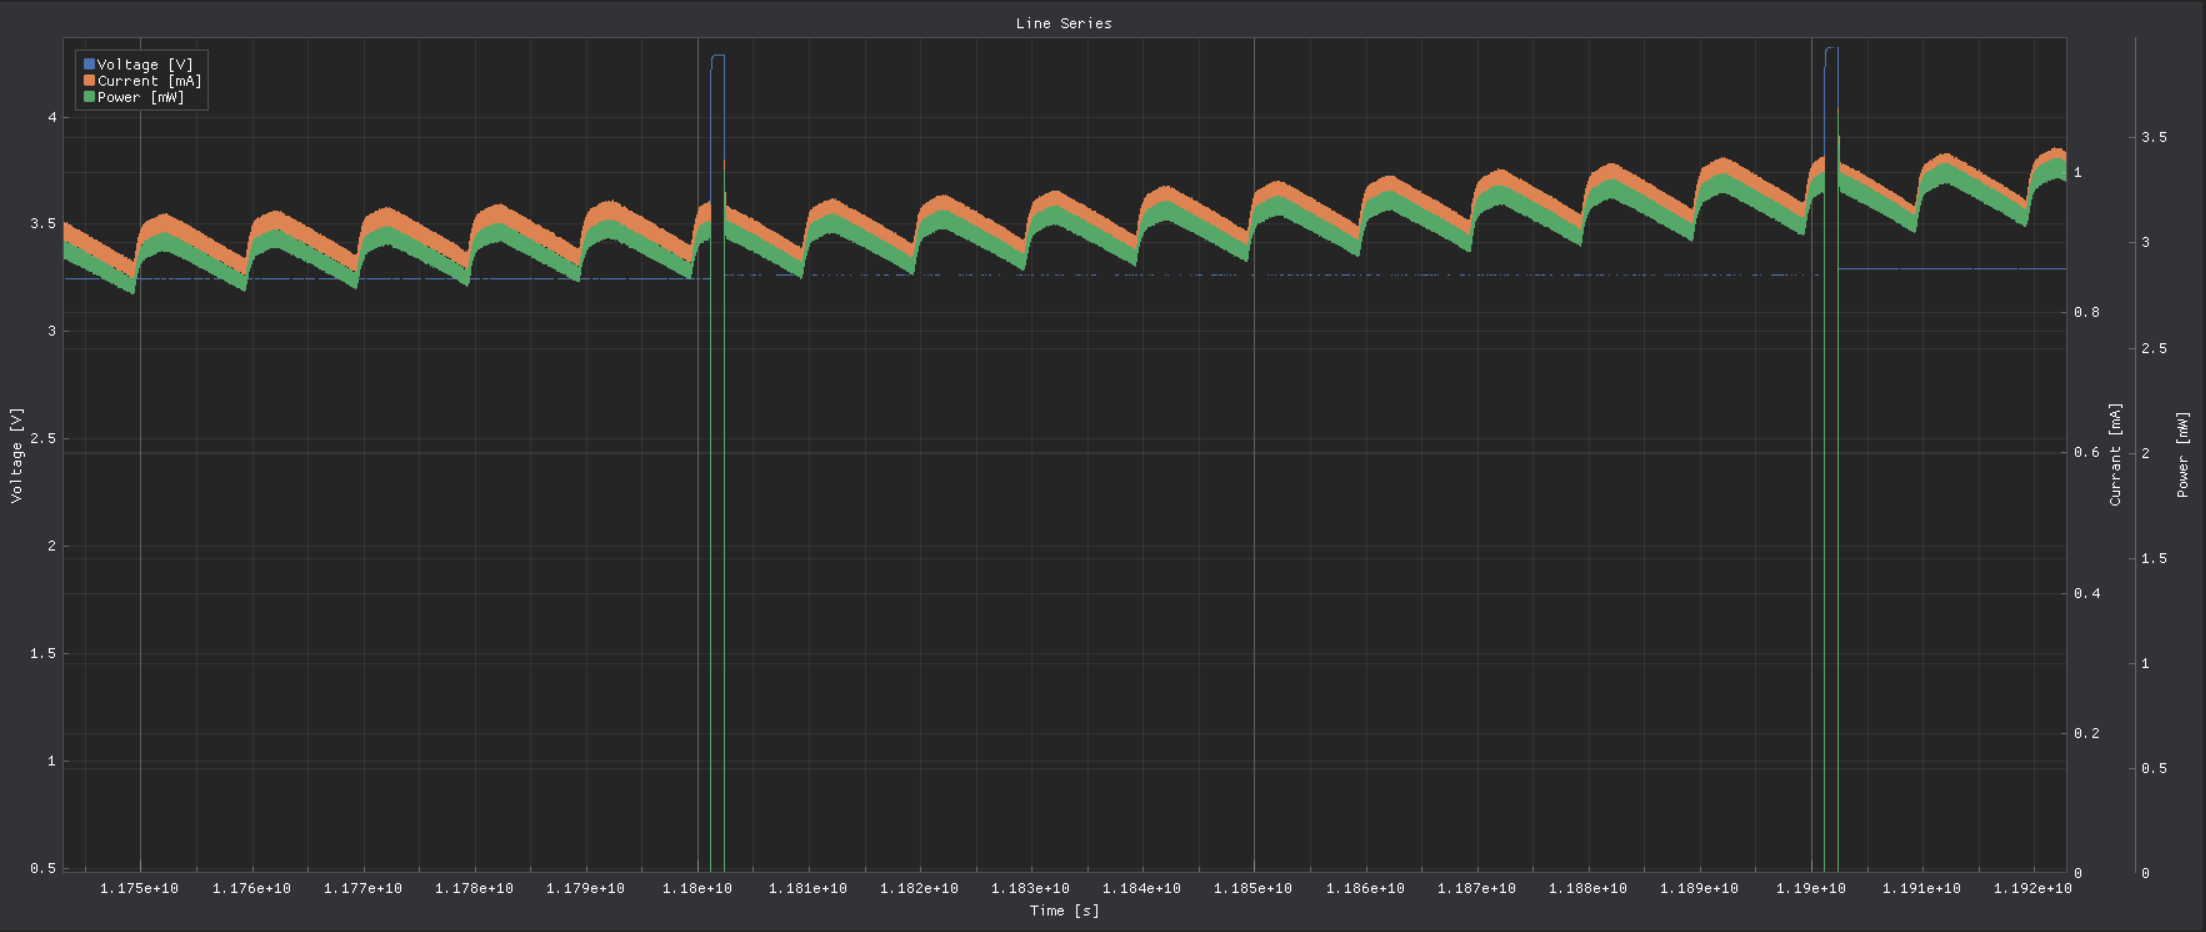 Line Series
Voltage [V]
Current [mA]
Power [mW]
4
3.5
3
2.5
2
1.5
1
0.5
Voltage [V]
1
0.8
0.6
0.4
0.2
0
Currant [mA]
3.5
3
2.5
2
1.5
1
0.5
0
Power [mW]
1.175e+10 1.176e+10 1.177e+10 1.178e+10 1.179e+10 1.180e+10 1.181e+10 1.182e+10 1.183e+10 1.184e+10 1.185e+10 1.186e+10 1.187e+10 1.188e+10 1.189e+10 1.190e+10 1.191e+10 1.192e+10
Time [s]